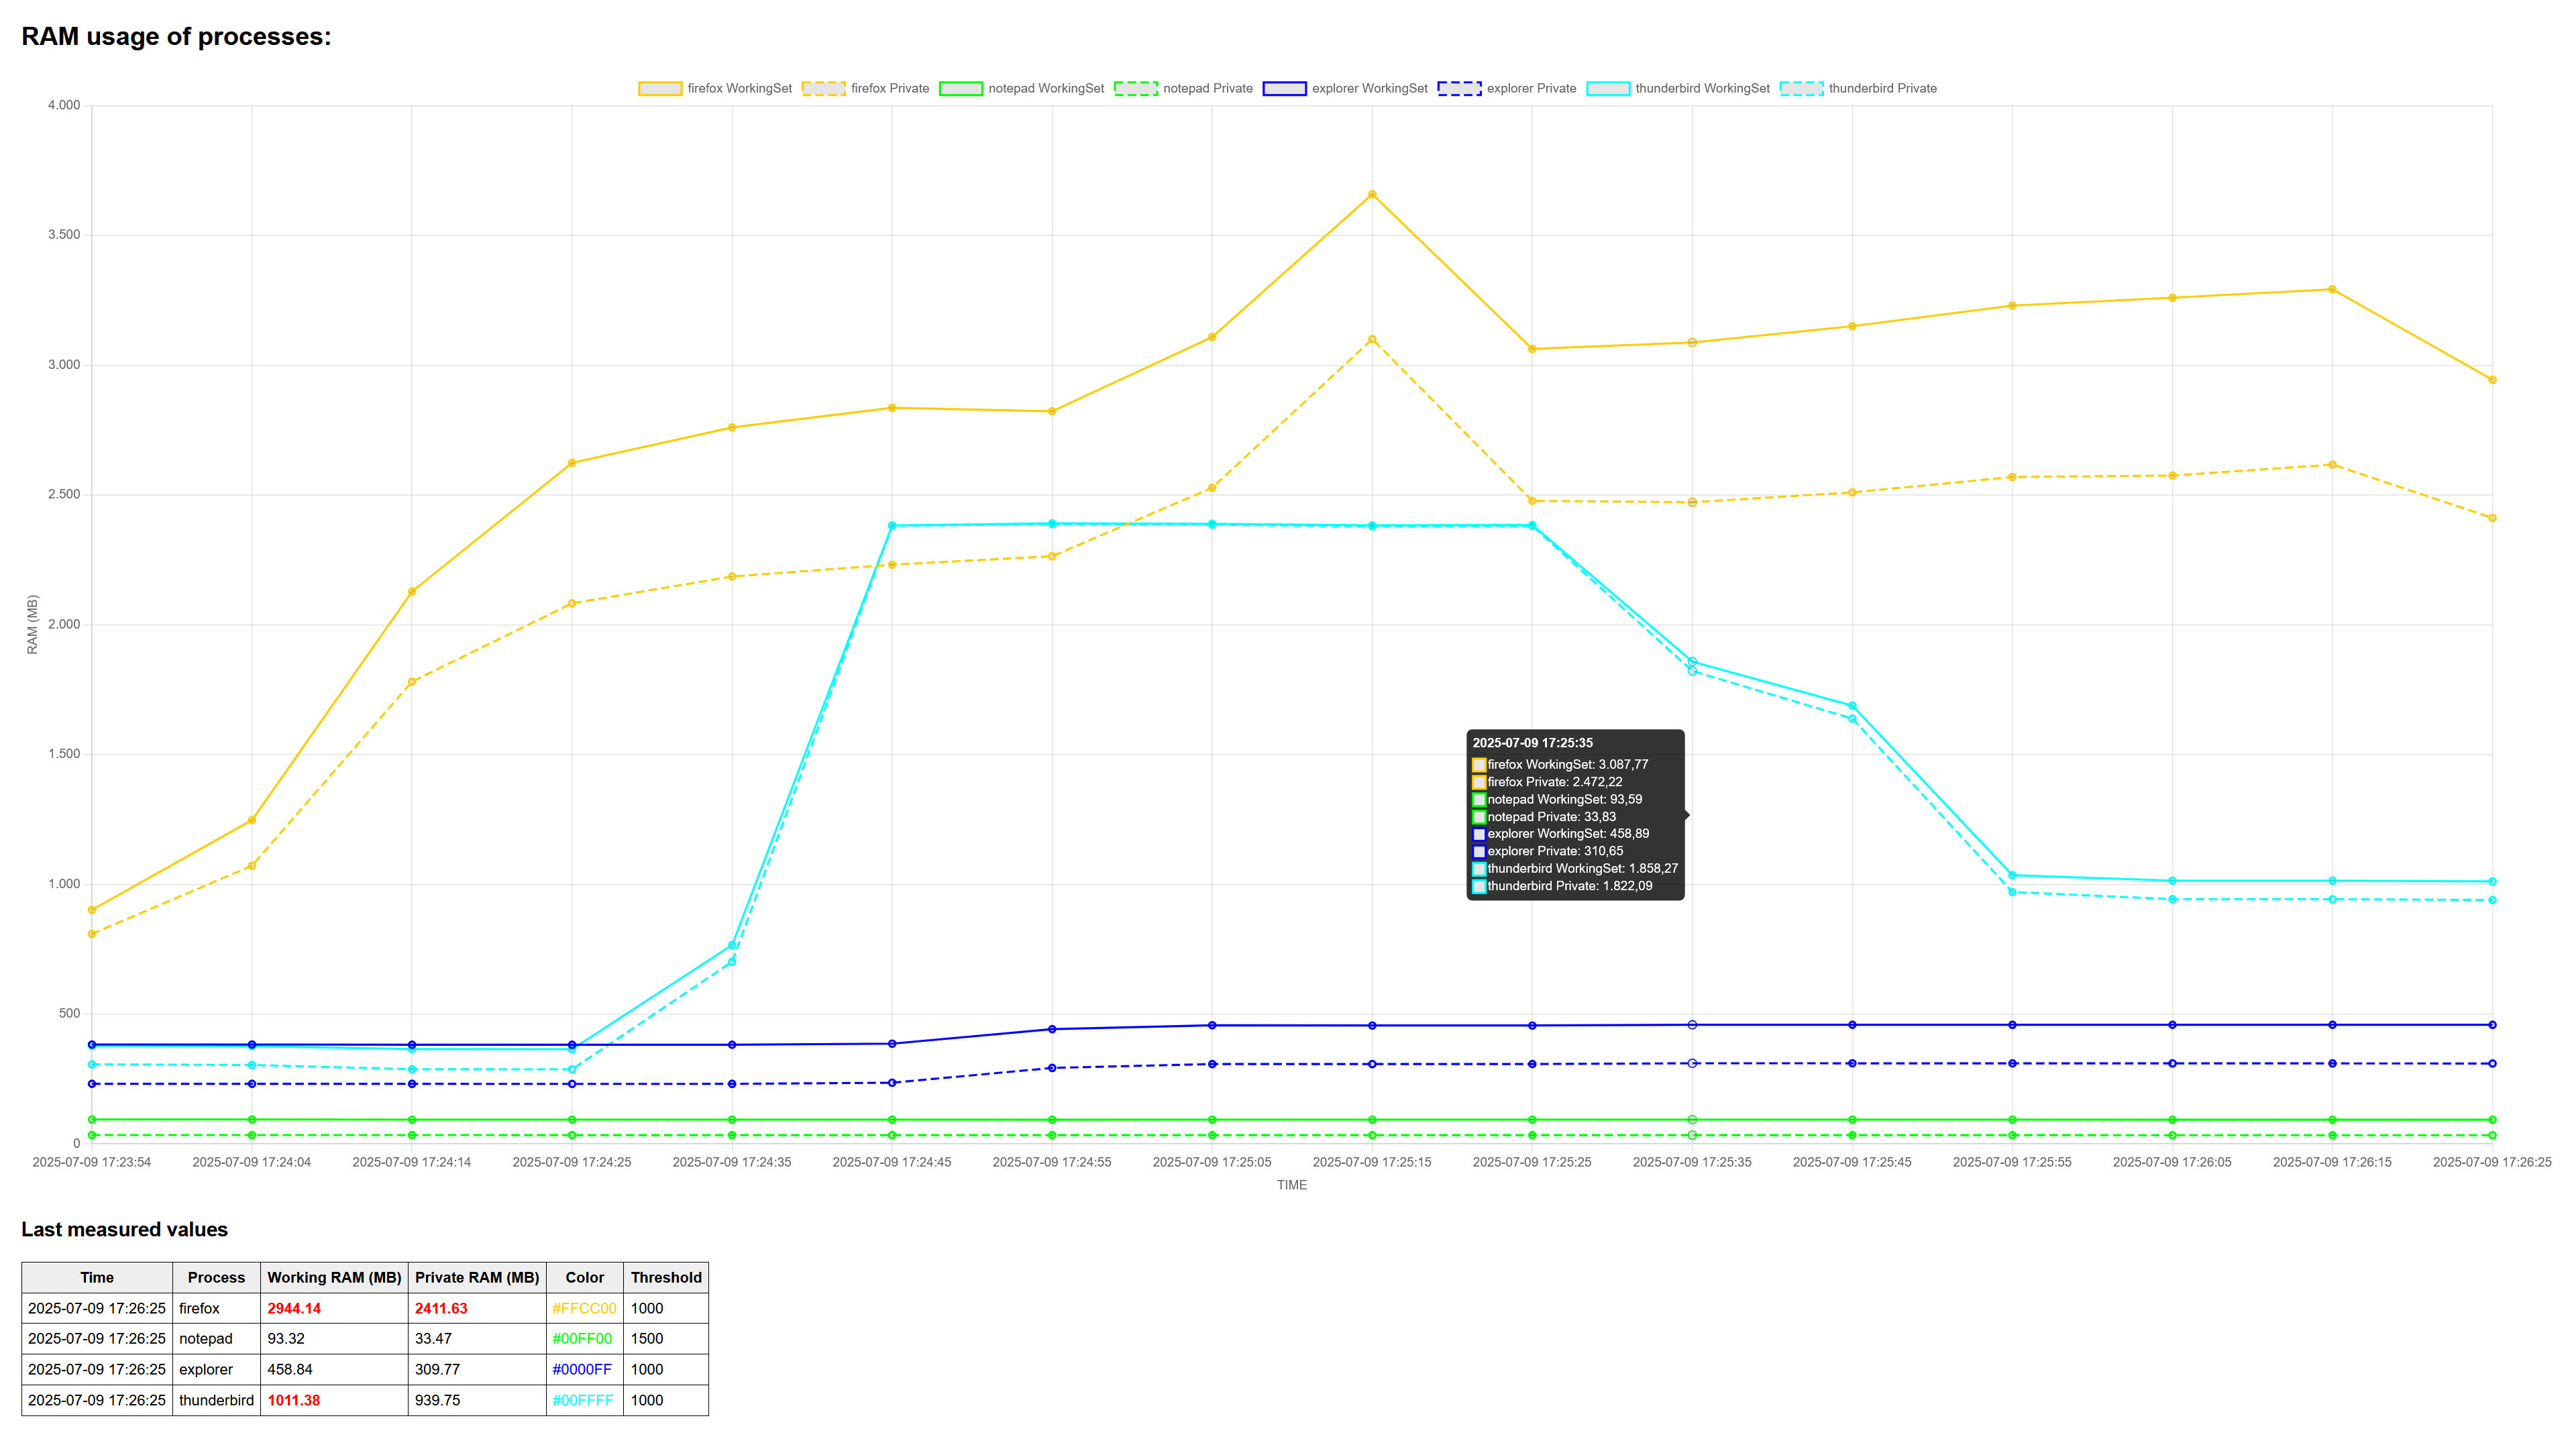 RAM usage of processes:
firefox WorkingSet firefox Private notepad WorkingSet notepad Private explorer WorkingSet explorer Private thunderbird WorkingSet thunderbird Private
4.000
3.500
3.000
2.500
2.000
1.500
1.000
500
0
RAM (MB)
2025-07-09 17:25:35
firefox WorkingSet: 3.087,77
firefox Private: 2.472,22
notepad WorkingSet: 93,59
notepad Private: 33,83
explorer WorkingSet: 458,89
explorer Private: 310,65
thunderbird WorkingSet: 1.858,27
thunderbird Private: 1.822,09
2025-07-09 17:23:54 2025-07-09 17:24:04 2025-07-09 17:24:14 2025-07-09 17:24:25 2025-07-09 17:24:35 2025-07-09 17:24:45 2025-07-09 17:24:55 2025-07-09 17:25:05 2025-07-09 17:25:15 2025-07-09 17:25:25 2025-07-09 17:25:35 2025-07-09 17:25:45 2025-07-09 17:25:55 2025-07-09 17:26:05 2025-07-09 17:26:15 2025-07-09 17:26:25
TIME
Last measured values
Time Process Working RAM (MB) Private RAM (MB) Color Threshold
2025-07-09 17:26:25 firefox 2944.14 2411.63 #FFCC00 1000
2025-07-09 17:26:25 notepad 93.32 33.47 #00FF00 1500
2025-07-09 17:26:25 explorer 458.84 309.77 #0000FF 1000
2025-07-09 17:26:25 thunderbird 1011.38 939.75 #00FFFF 1000